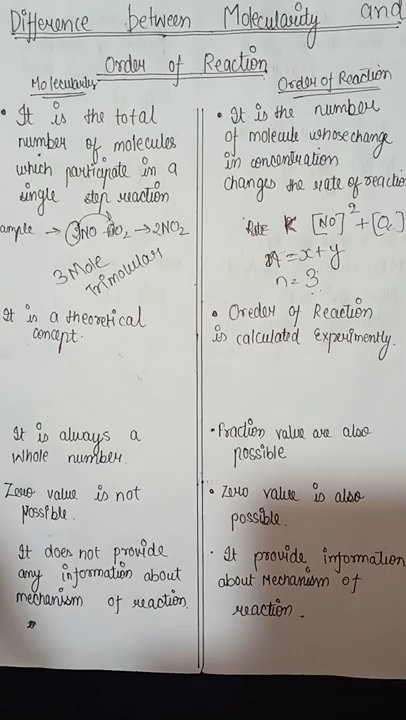 Difference between Molecularity and
Order of Reaction
Molecularity
• It is the total
number of molecules
which participate in a
single step reaction
ample → 3NO + O2 → 2NO2
3 Mole
Trimoular
It is a theoretical
concept.
It is always a
whole number.
Zero value is not
possible.
It does not provide
any information about
mechanism of reaction.
Order of Reaction
• It is the number
of molecule whose change
in concentration
changes the rate of reactio
Rate K [NO]² + [O2]
= x+y
n = 3
• Oreder of Reaction
is calculated Experimently.
• Fraction value are also
possible
• Zero value is also
possible.
• It provide information
about Mechanism of
reaction.